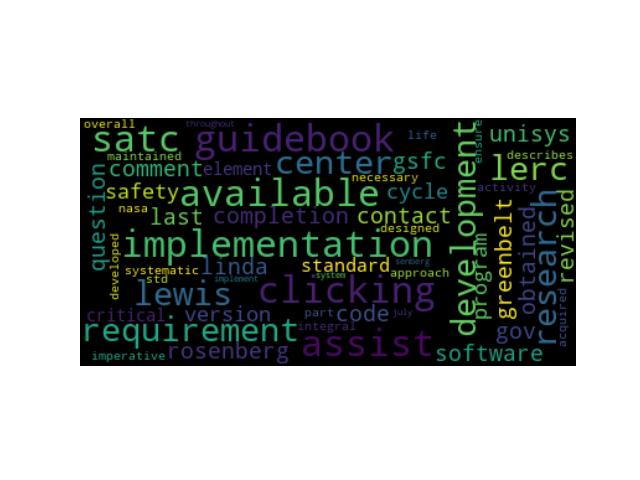 overall
throughout
satc
guidebook
life
ensure
unisys
maintained
center
gsfc
describes
comment
element
lerc
necessary
activity
question
safety
available
cycle
development
nasa
last
completion
contact
program
greenbelt
obtained
research
revised
designed
implementation
developed
systematic
linda
standard
senberg
approach
std
implement
system
lewis
clicking
critical
version
part
code
july
gov
acquired
requirement
integral
assist
imperative
rosenberg
software